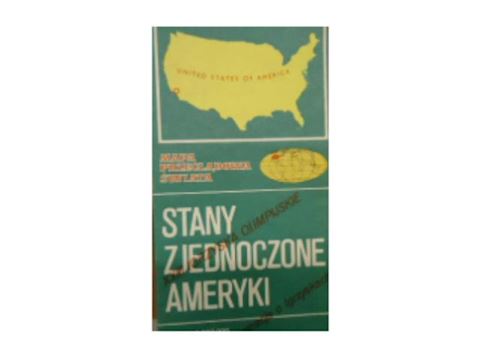 UNITED STATES OF AMERICA
MAPA
PRZEGLĄDOWA
ŚWIATA
STANY
ZJEDNOCZONE
AMERYKI
OLIMPIJSKIE